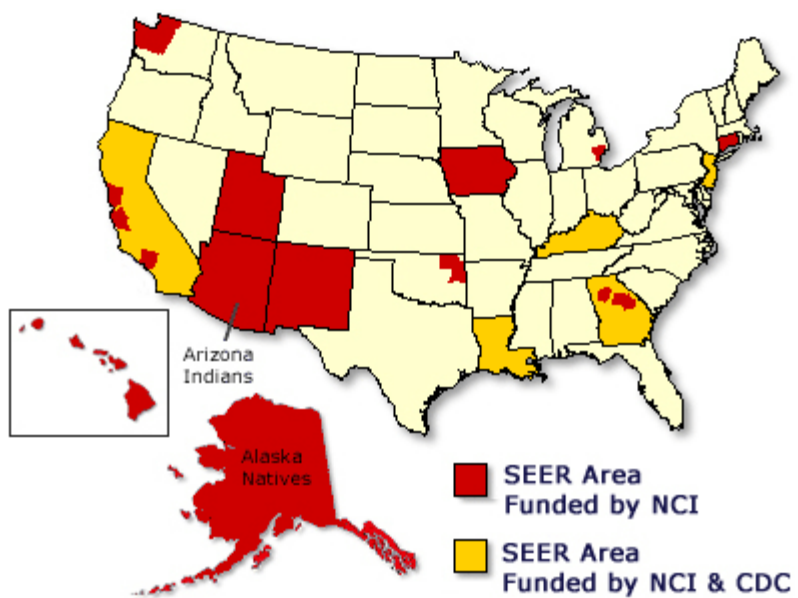 Arizona
Indians
Alaska
Natives
SEER Area
Funded by NCI
SEER Area
Funded by NCI & CDC